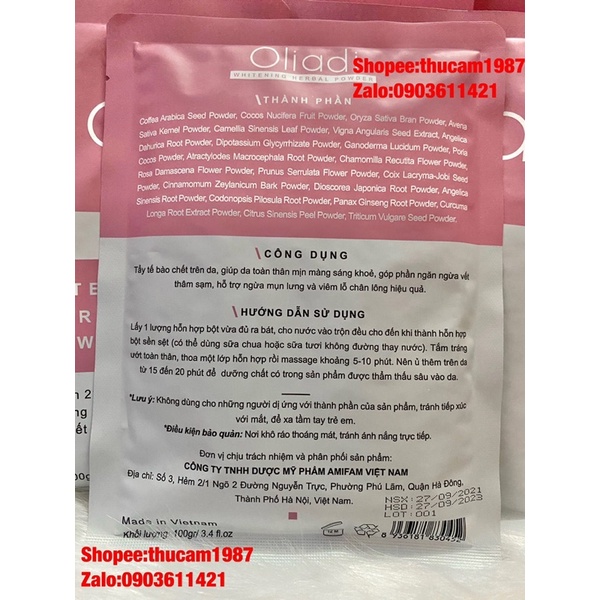 Oliadi
WHITENING HERBAL POWDER
Shopee:thucam1987
Zalo:0903611421
\ THÀNH PHẦN
Coffea Arabica Seed Powder, Cocos Nucifera Fruit Powder, Oryza Sativa Bran Powder, Avena
Sativa Kernel Powder, Camellia Sinensis Leaf Powder, Vigna Angularis Seed Extract, Angelica
Dahurica Root Powder, Dipotassium Glycyrrhizate Powder, Ganoderma Lucidum Powder, Poria
Cocos Powder, Atractylodes Macrocephala Root Powder, Chamomilla Recutita Flower Powder,
Rosa Damascena Flower Powder, Prunus Serrulata Flower Powder, Coix Lacryma-Jobi Seed
Powder, Cinnamomum Zeylanicum Bark Powder, Dioscorea Japonica Root Powder, Angelica
Sinensis Root Powder, Codonopsis Pilosula Root Powder, Panax Ginseng Root Powder, Curcuma
Longa Root Extract Powder, Citrus Sinensis Peel Powder, Triticum Vulgare Seed Powder.
\ CÔNG DỤNG
Tẩy tế bào chết trên da, giúp da toàn thân mịn màng sáng khoẻ, góp phần ngăn ngừa vết
thâm sạm, hỗ trợ ngừa mụn lưng và viêm lỗ chân lông hiệu quả.
\ HƯỚNG DẪN SỬ DỤNG
Lấy 1 lượng hỗn hợp bột vừa đủ ra bát, cho nước vào trộn đều cho đến khi thành hỗn hợp
bột sền sệt (có thể dùng sữa chua hoặc sữa tươi không đường thay nước). Tắm tráng
ướt toàn thân, thoa một lớp hỗn hợp rồi massage khoảng 5-10 phút. Nên ủ thêm trên da
từ 15 đến 20 phút để dưỡng chất có trong sản phẩm được thẩm thấu sâu vào da.
*Lưu ý: Không dùng cho những người dị ứng với thành phần của sản phẩm, tránh tiếp xúc
với mắt, để xa tầm tay trẻ em.
*Điều kiện bảo quản: Nơi khô ráo thoáng mát, tránh ánh nắng trực tiếp.
Đơn vị chịu trách nhiệm và phân phối sản phẩm:
CÔNG TY TNHH DƯỢC MỸ PHẨM AMIFAM VIỆT NAM
Địa chỉ: Số 3, Hẻm 2/1 Ngõ 2 Đường Nguyễn Trực, Phường Phú Lãm, Quận Hà Đông,
Thành Phố Hà Nội, Việt Nam.
NSX: 27/09/2021
HSD: 27/09/2023
LOT: 001
Made in Vietnam
Khối lượng: 100gr/ 3.4 fl.oz
Shopee:thucam1987
Zalo:0903611421